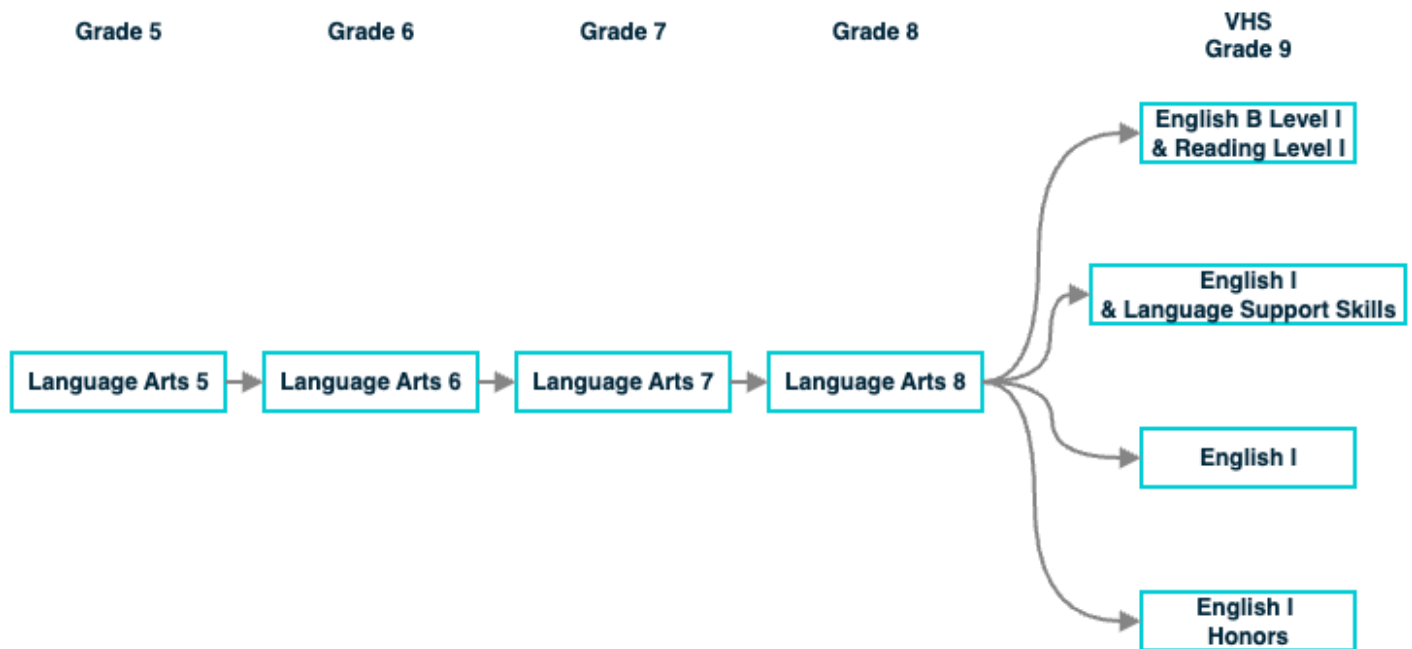 Grade 5
Grade 6
Grade 7
Grade 8
VHS
Grade 9
English B Level I
& Reading Level I
English I
& Language Support Skills
Language Arts 5
Language Arts 6
Language Arts 7
Language Arts 8
English I
English I
Honors